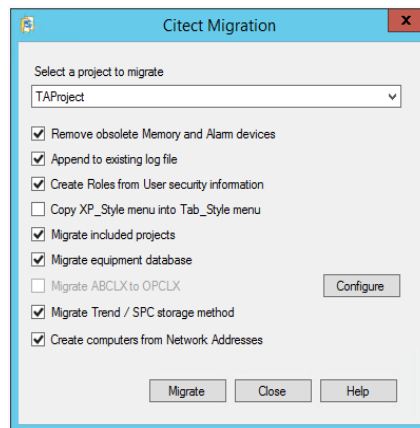 Citect Migration
x
Select a project to migrate
TAProject
Remove obsolete Memory and Alarm devices
Append to existing log file
Create Roles from User security information
Copy XP_Style menu into Tab_Style menu
Migrate included projects
Migrate equipment database
Migrate ABCLX to OPCLX Configure
Migrate Trend / SPC storage method
Create computers from Network Addresses
Migrate Close Help